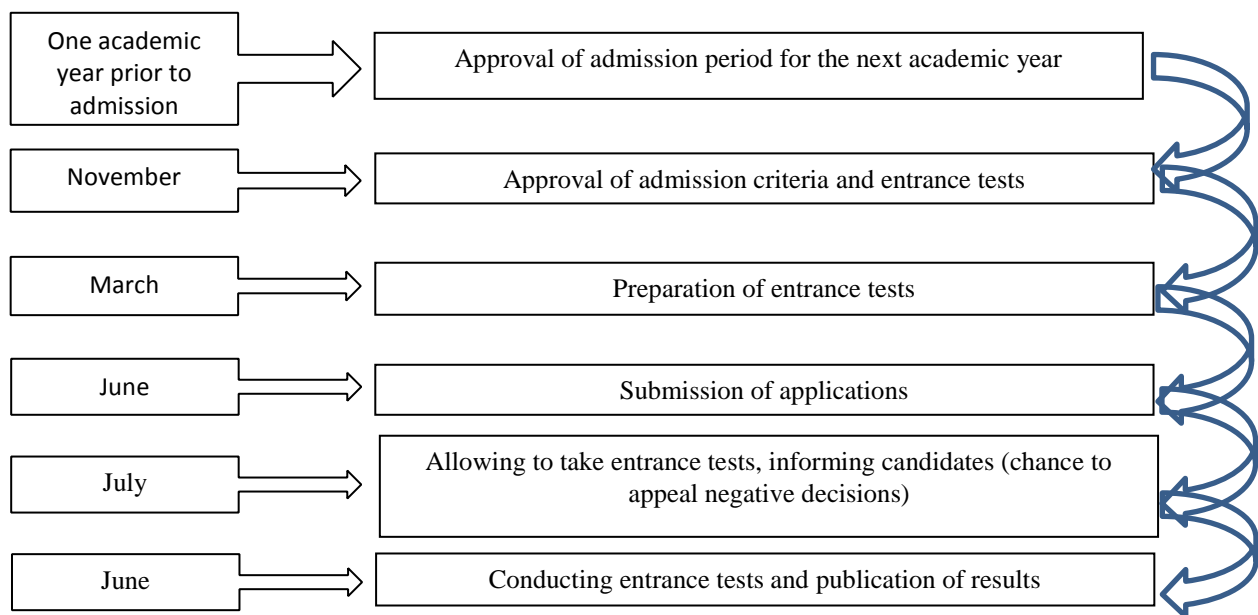 One academic
year prior to
admission
Approval of admission period for the next academic year
November
Approval of admission criteria and entrance tests
March
Preparation of entrance tests
June
Submission of applications
July
Allowing to take entrance tests, informing candidates (chance to
appeal negative decisions)
June
Conducting entrance tests and publication of results